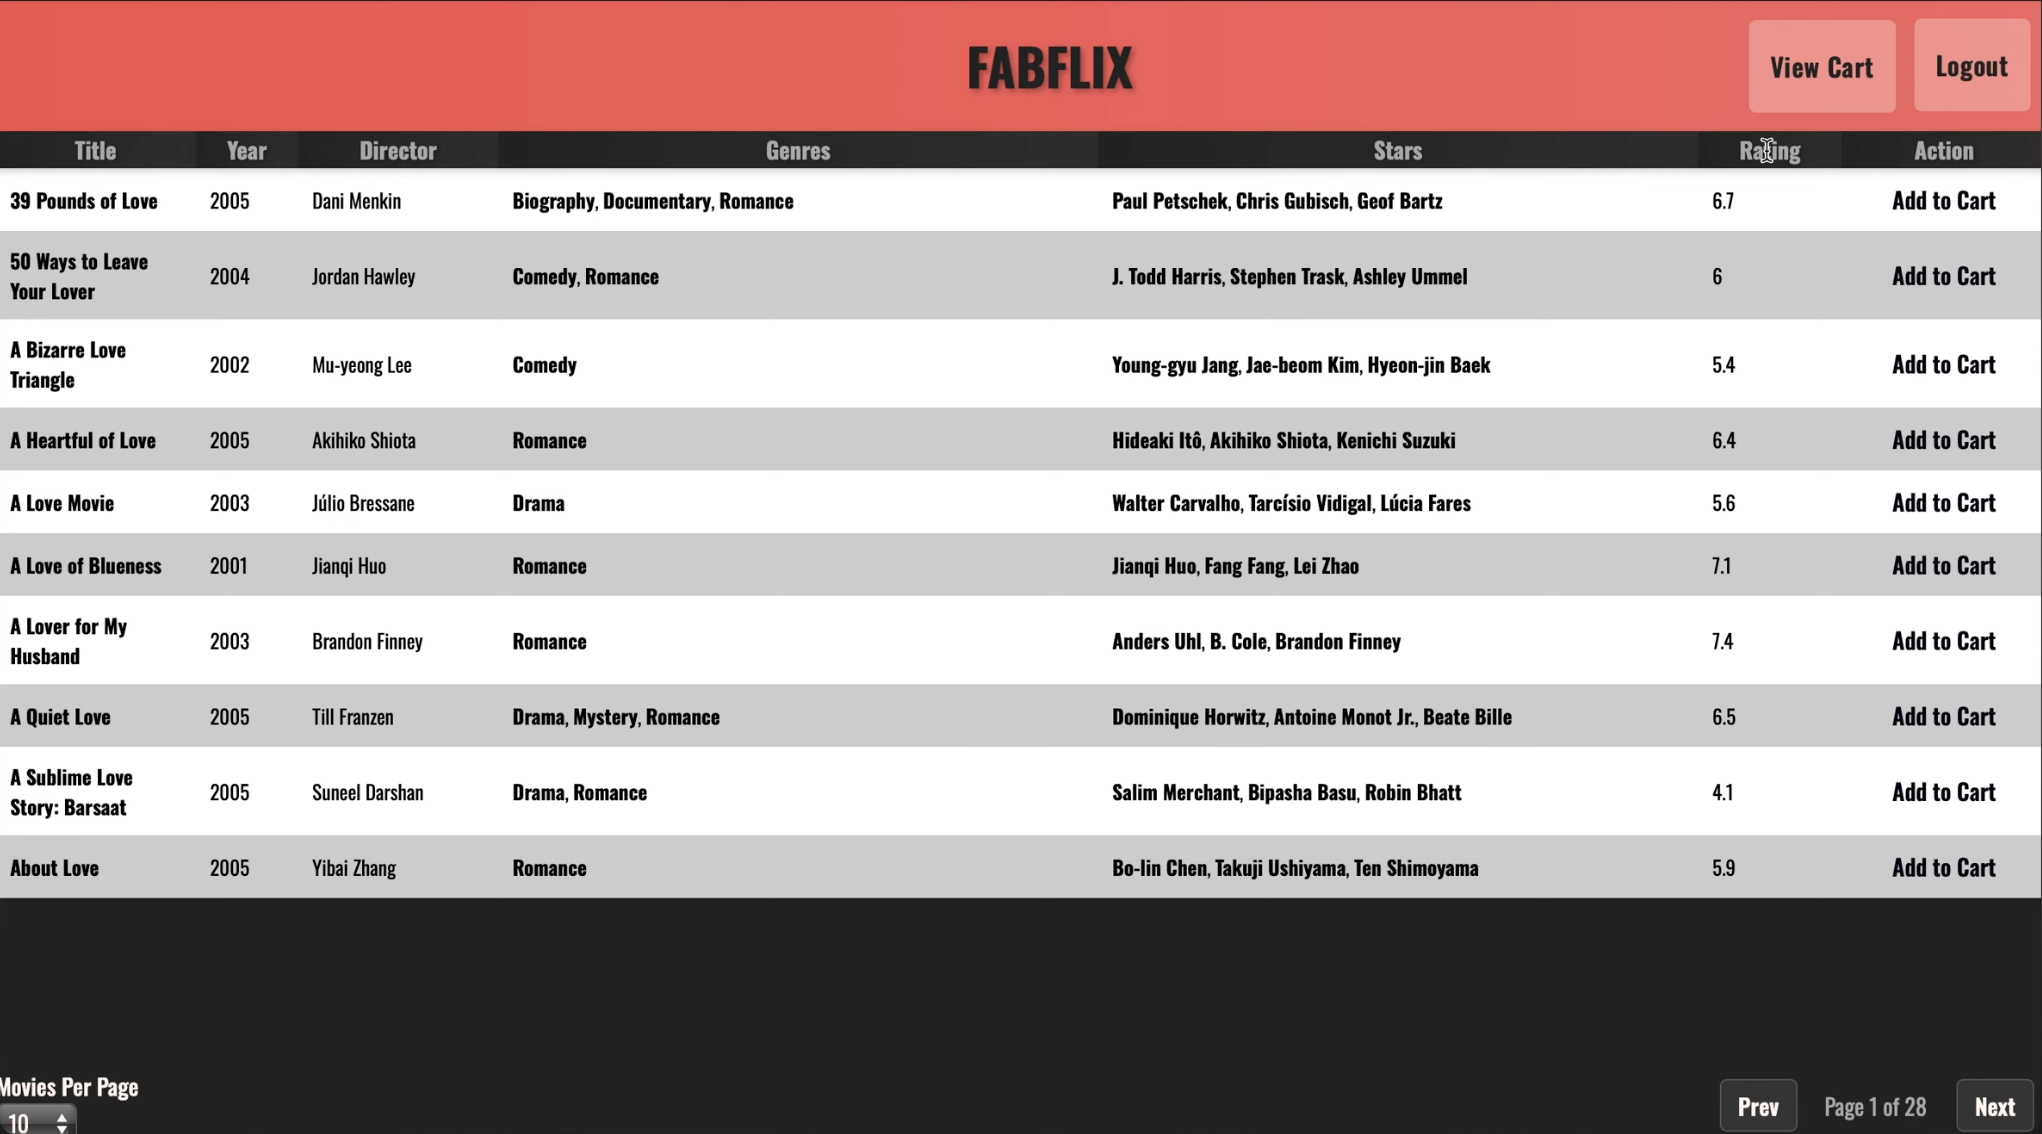 FABFLIX
View Cart
Logout
Title Year Director Genres Stars Rating Action
39 Pounds of Love 2005 Dani Menkin Biography, Documentary, Romance Paul Petschek, Chris Gubisch, Geof Bartz 6.7 Add to Cart
50 Ways to Leave
Your Lover 2004 Jordan Hawley Comedy, Romance J. Todd Harris, Stephen Trask, Ashley Ummel 6 Add to Cart
A Bizarre Love
Triangle 2002 Mu-yeong Lee Comedy Young-gyu Jang, Jae-beom Kim, Hyeon-jin Baek 5.4 Add to Cart
A Heartful of Love 2005 Akihiko Shiota Romance Hideaki Itô, Akihiko Shiota, Kenichi Suzuki 6.4 Add to Cart
A Love Movie 2003 Júlio Bressane Drama Walter Carvalho, Tarcísio Vidigal, Lúcia Fares 5.6 Add to Cart
A Love of Blueness 2001 Jianqi Huo Romance Jianqi Huo, Fang Fang, Lei Zhao 7.1 Add to Cart
A Lover for My
Husband 2003 Brandon Finney Romance Anders Uhl, B. Cole, Brandon Finney 7.4 Add to Cart
A Quiet Love 2005 Till Franzen Drama, Mystery, Romance Dominique Horwitz, Antoine Monot Jr., Beate Bille 6.5 Add to Cart
A Sublime Love
Story: Barsaat 2005 Suneel Darshan Drama, Romance Salim Merchant, Bipasha Basu, Robin Bhatt 4.1 Add to Cart
About Love 2005 Yibai Zhang Romance Bo-lin Chen, Takuji Ushiyama, Ten Shimoyama 5.9 Add to Cart
Movies Per Page
10
Prev Page 1 of 28 Next